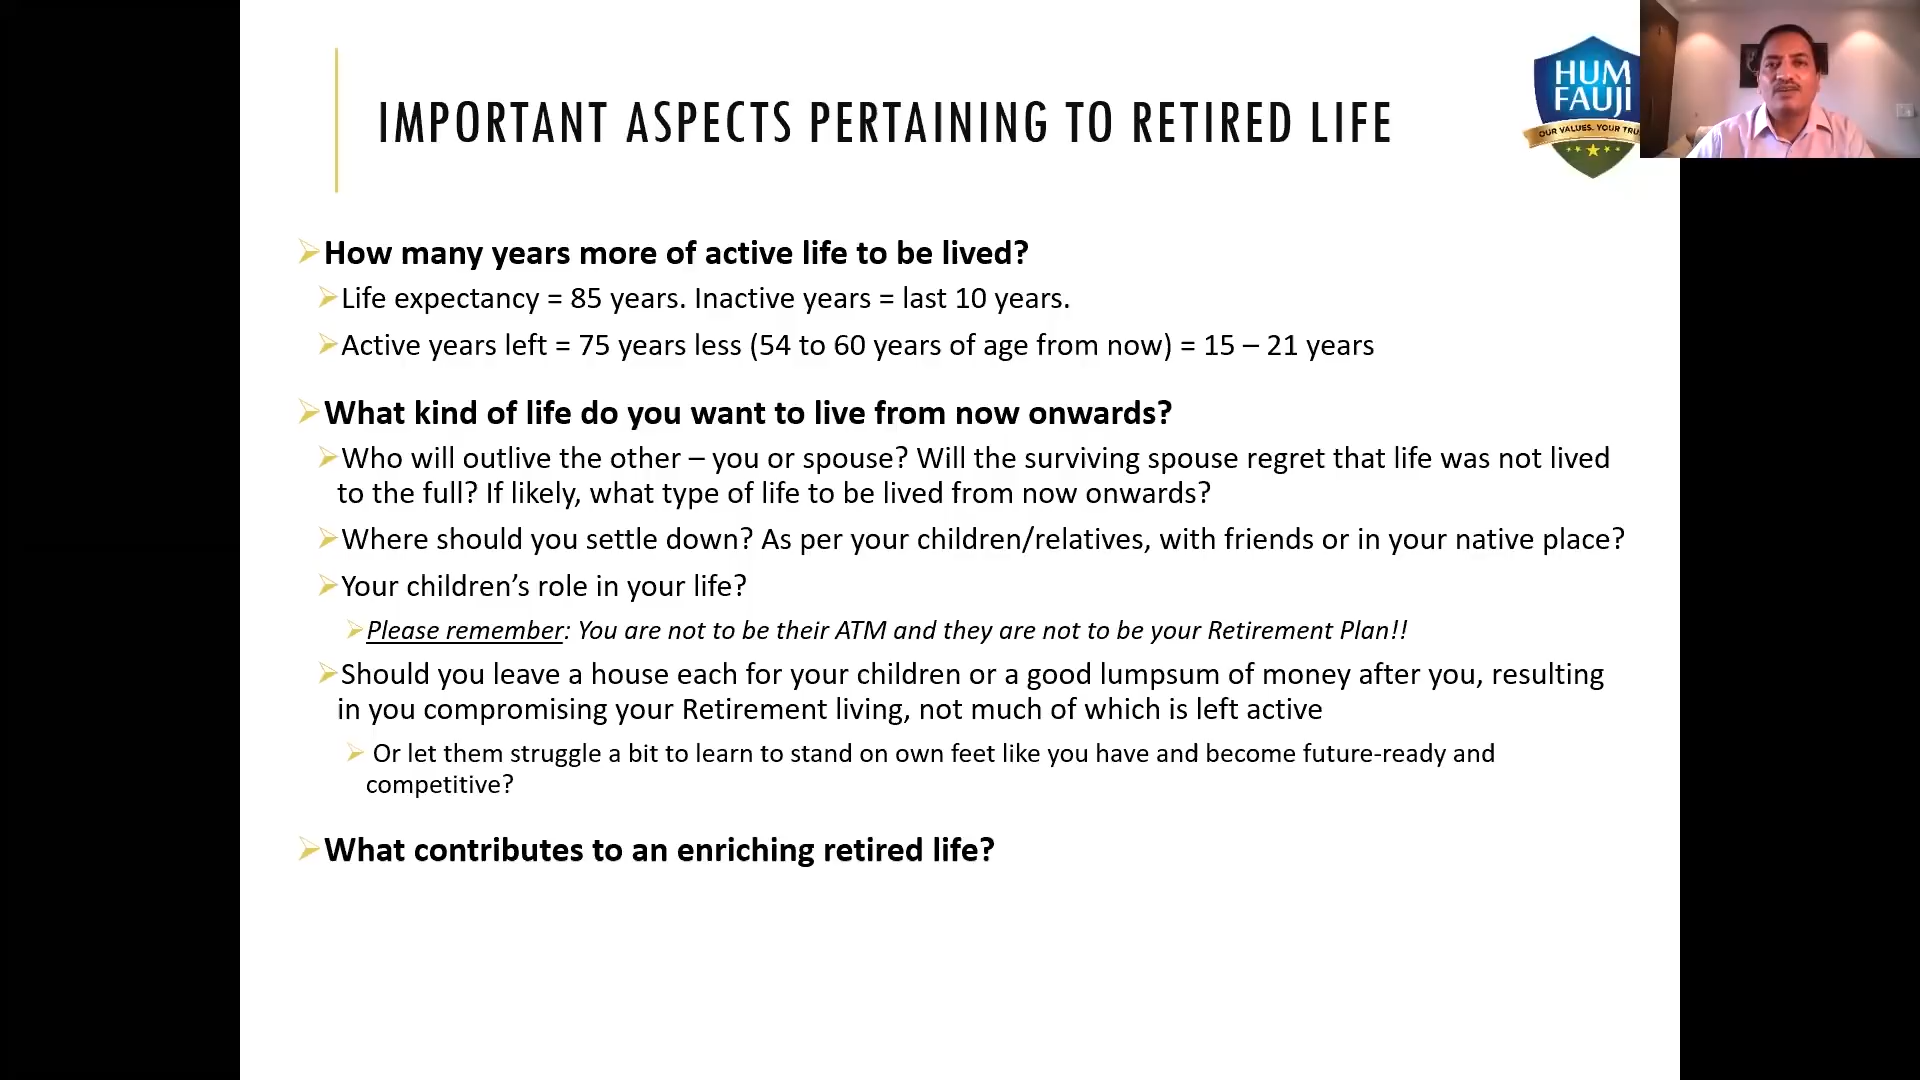 IMPORTANT ASPECTS PERTAINING TO RETIRED LIFE
HUM
FAUJI
OUR VALUES. YOUR
How many years more of active life to be lived?
Life expectancy = 85 years. Inactive years = last 10 years.
Active years left = 75 years less (54 to 60 years of age from now) = 15 – 21 years
What kind of life do you want to live from now onwards?
Who will outlive the other – you or spouse? Will the surviving spouse regret that life was not lived
to the full? If likely, what type of life to be lived from now onwards?
Where should you settle down? As per your children/relatives, with friends or in your native place?
Your children’s role in your life?
Please remember: You are not to be their ATM and they are not to be your Retirement Plan!!
Should you leave a house each for your children or a good lumpsum of money after you, resulting
in you compromising your Retirement living, not much of which is left active
Or let them struggle a bit to learn to stand on own feet like you have and become future-ready and
competitive?
What contributes to an enriching retired life?